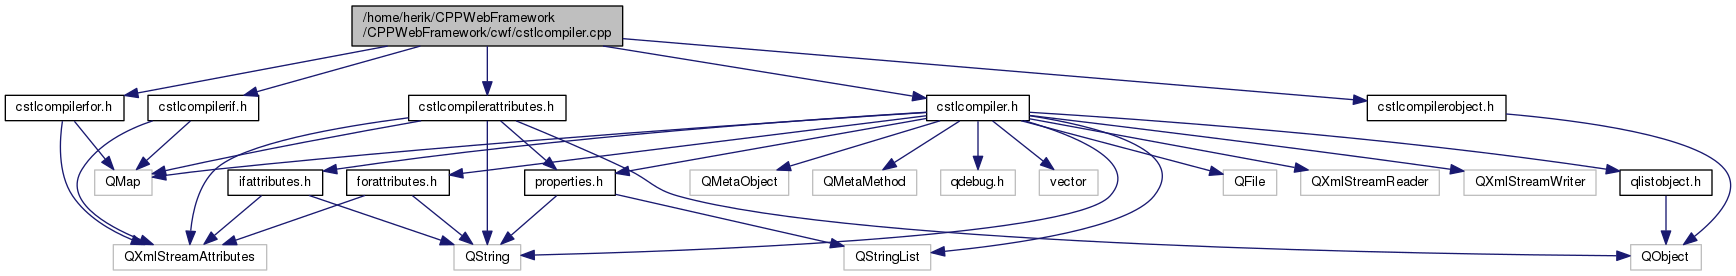 /home/herik/CPPWebFramework
/CPPWebFramework/cwf/cstlcompiler.cpp
cstlcompilerfor.h
cstlcompilerif.h
cstlcompilerattributes.h
cstlcompiler.h
cstlcompilerobject.h
QMap
ifattributes.h
forattributes.h
properties.h
QMetaObject
QMetaMethod
qdebug.h
vector
QFile
QXmlStreamReader
QXmlStreamWriter
qlistobject.h
QXmlStreamAttributes
QString
QStringList
QObject